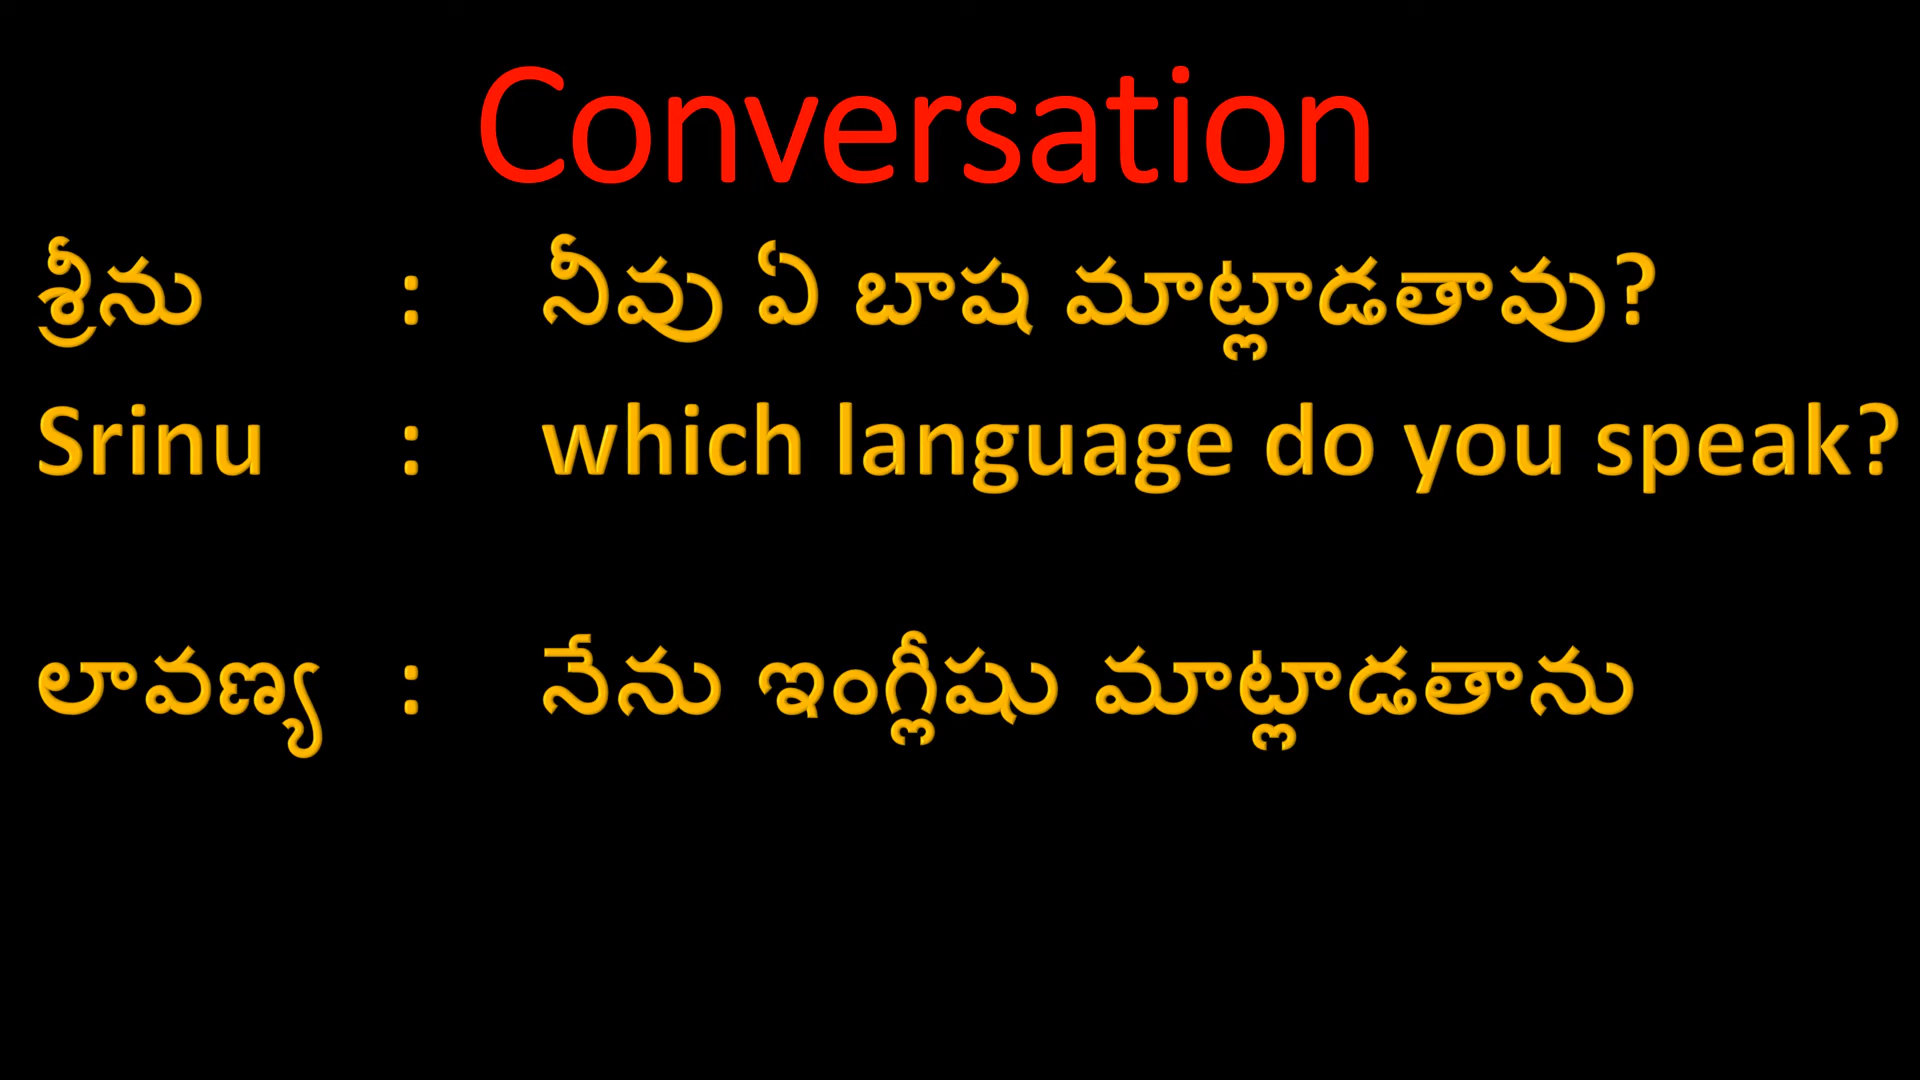 Conversation
శ్రీను : నీవు ఏ బాష మాట్లాడతావు?
Srinu : which language do you speak?
లావణ్య : నేను ఇంగ్లీషు మాట్లాడతాను